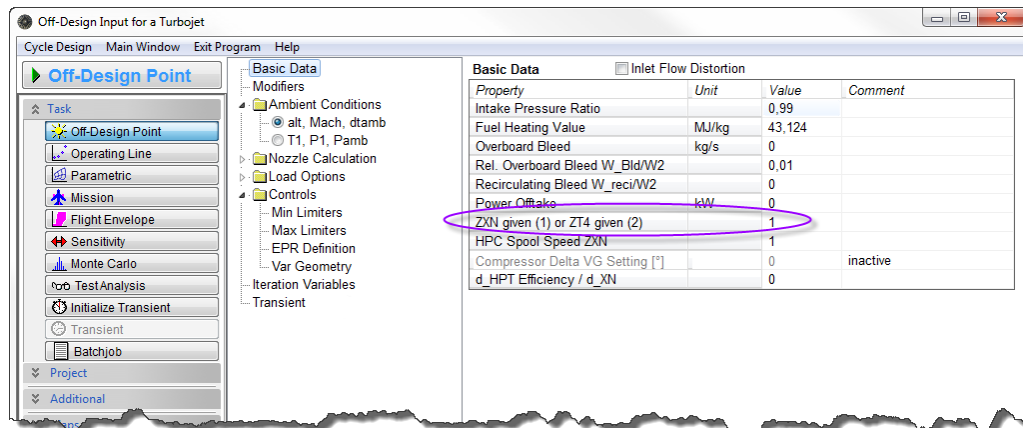 Off-Design Input for a Turbojet
Cycle Design Main Window Exit Program Help
Off-Design Point
Task
Off-Design Point
Operating Line
Parametric
Mission
Flight Envelope
Sensitivity
Monte Carlo
Test Analysis
Initialize Transient
Transient
Batchjob
Project
Additional
Basic Data
Modifiers
Ambient Conditions
alt, Mach, dtamb
T1, P1, Pamb
Nozzle Calculation
Load Options
Controls
Min Limiters
Max Limiters
EPR Definition
Var Geometry
Iteration Variables
Transient
Basic Data Inlet Flow Distortion
Property Unit Value Comment
Intake Pressure Ratio 0,99
Fuel Heating Value MJ/kg 43,124
Overboard Bleed kg/s 0
Rel. Overboard Bleed W_Bld/W2 0,01
Recirculating Bleed W_reci/W2 0
Power Offtake kW 0
ZXN given (1) or ZT4 given (2) 1
HPC Spool Speed ZXN 1
Compressor Delta VG Setting [°] 0 inactive
d_HPT Efficiency / d_XN 0